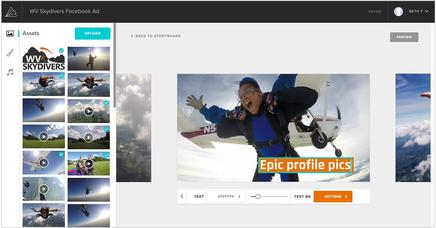 WV Skydivers Facebook Ad
SAVED
BETH F
Assets
UPLOAD
BACK TO STORYBOARD
PREVIEW
WV
SKYDIVERS
Epic profile pics
TEXT
#FFFFFF
TEXT BG